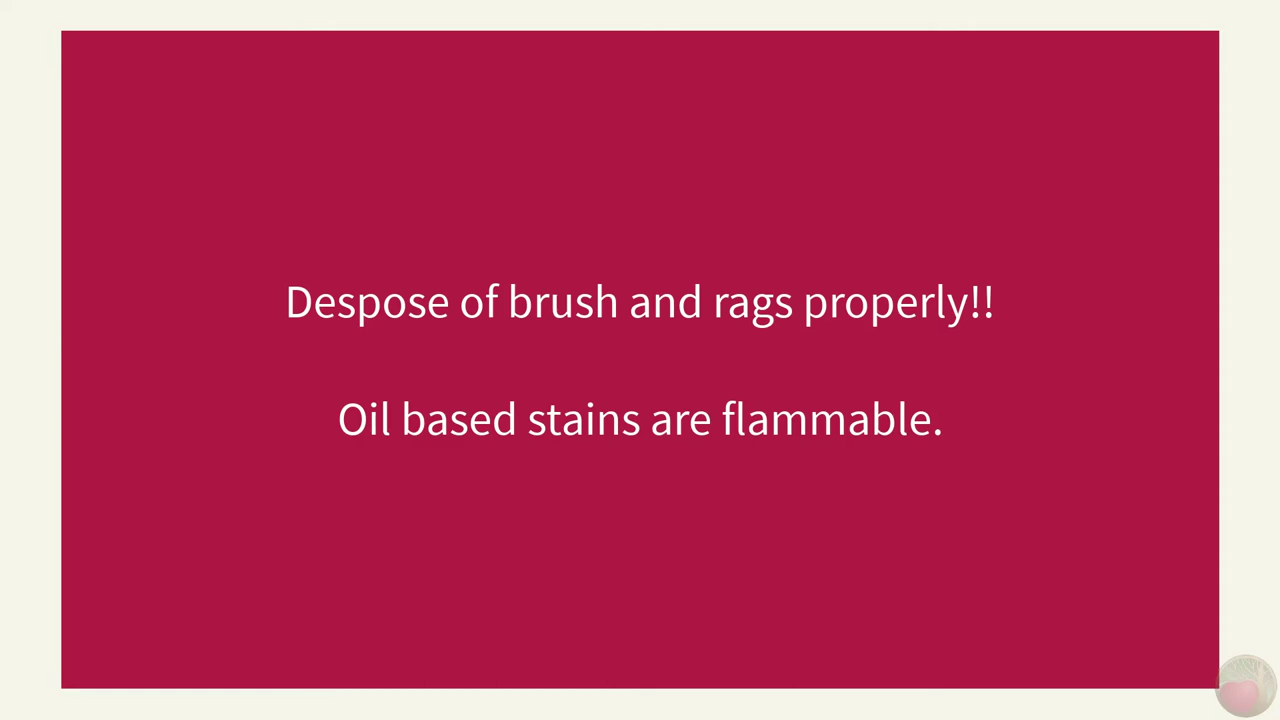 Despose of brush and rags properly!!
Oil based stains are flammable.